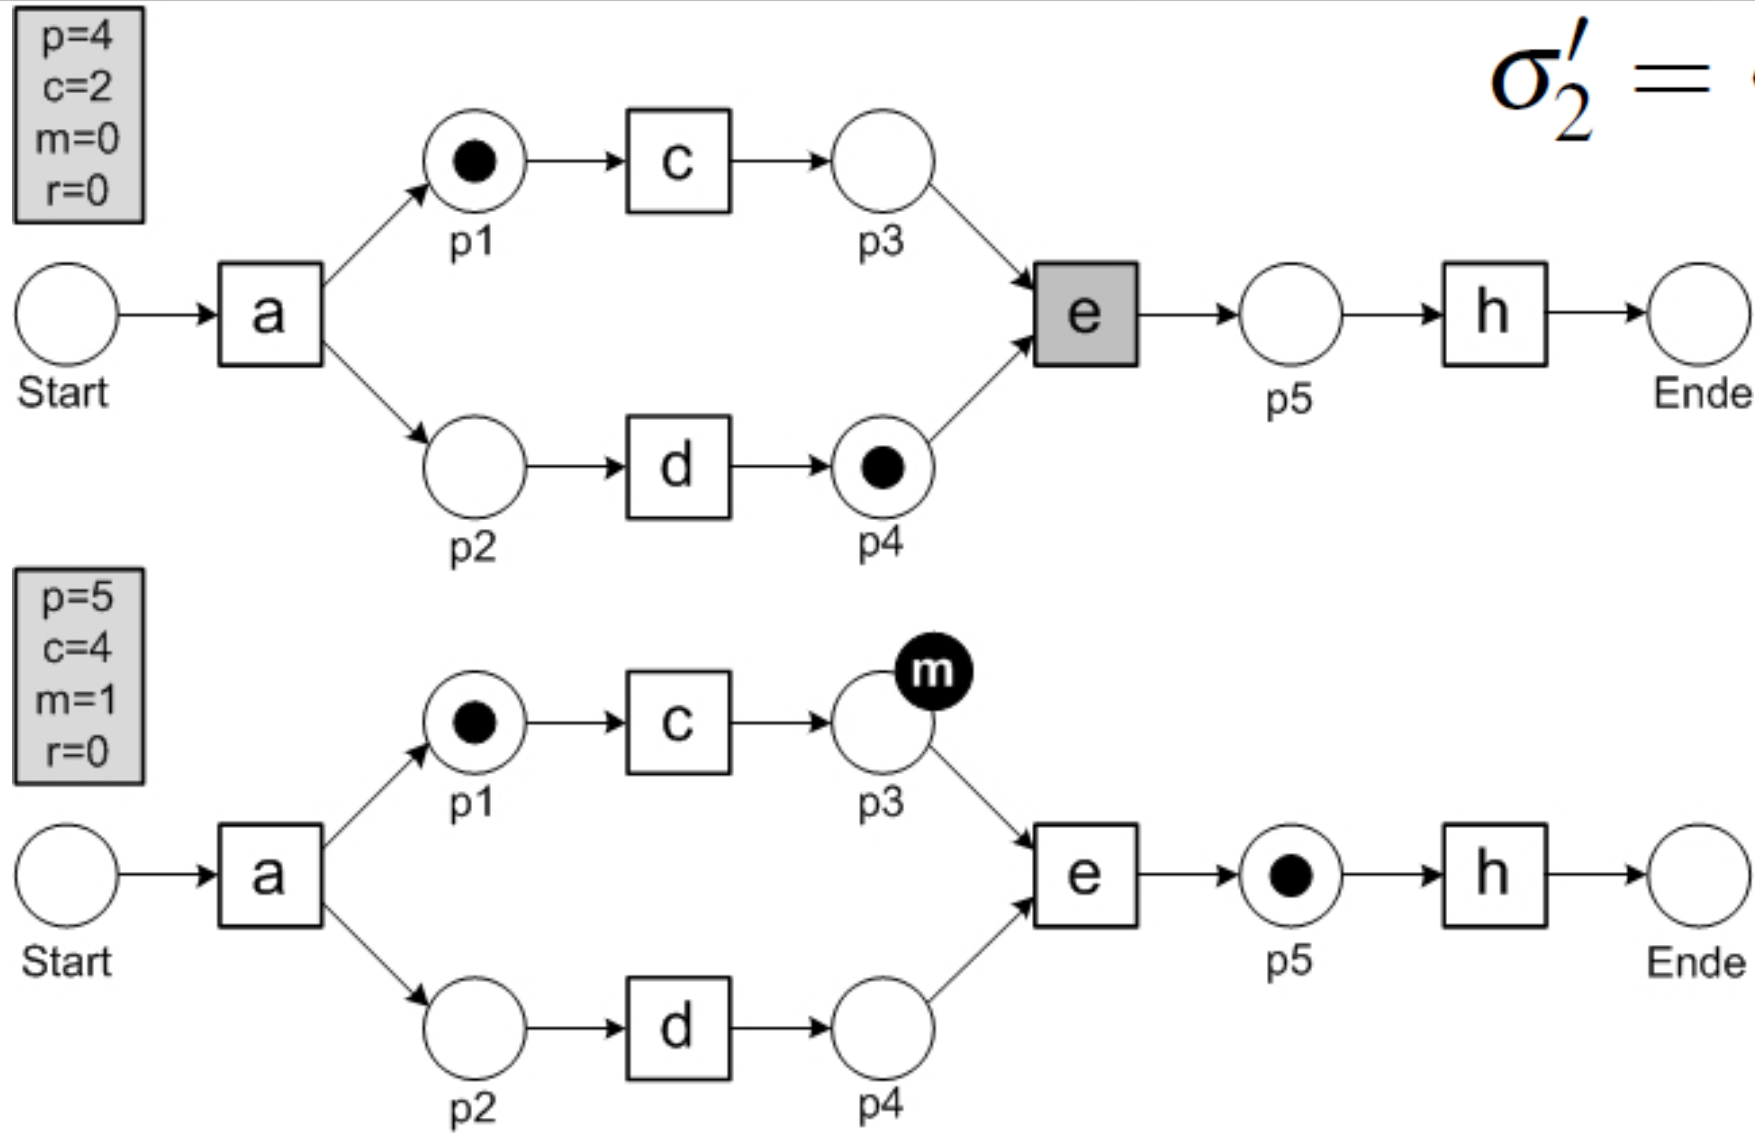 p=4
c=2
m=0
r=0
σ′₂ =
p1
c
p3
Start
a
e
p5
h
Ende
p2
d
p4
p=5
c=4
m=1
r=0
m
p1
c
p3
Start
a
e
p5
h
Ende
p2
d
p4